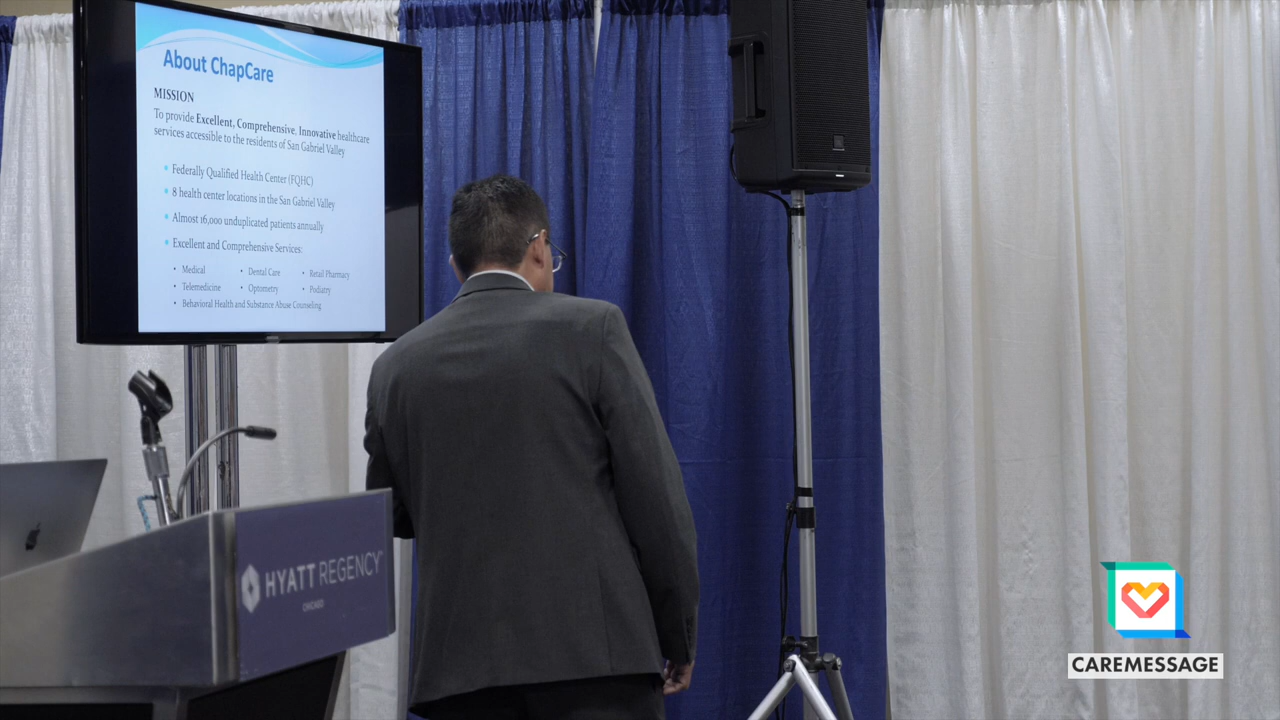 About ChapCare
MISSION
To provide Excellent, Comprehensive, Innovative healthcare
services accessible to the residents of San Gabriel Valley
• Federally Qualified Health Center (FQHC)
• 8 health center locations in the San Gabriel Valley
• Almost 16,000 unduplicated patients annually
• Excellent and Comprehensive Services:
• Medical • Dental Care • Retail Pharmacy
• Telemedicine • Optometry • Podiatry
• Behavioral Health and Substance Abuse Counseling
HYATT REGENCY™
CHICAGO
CAREMESSAGE